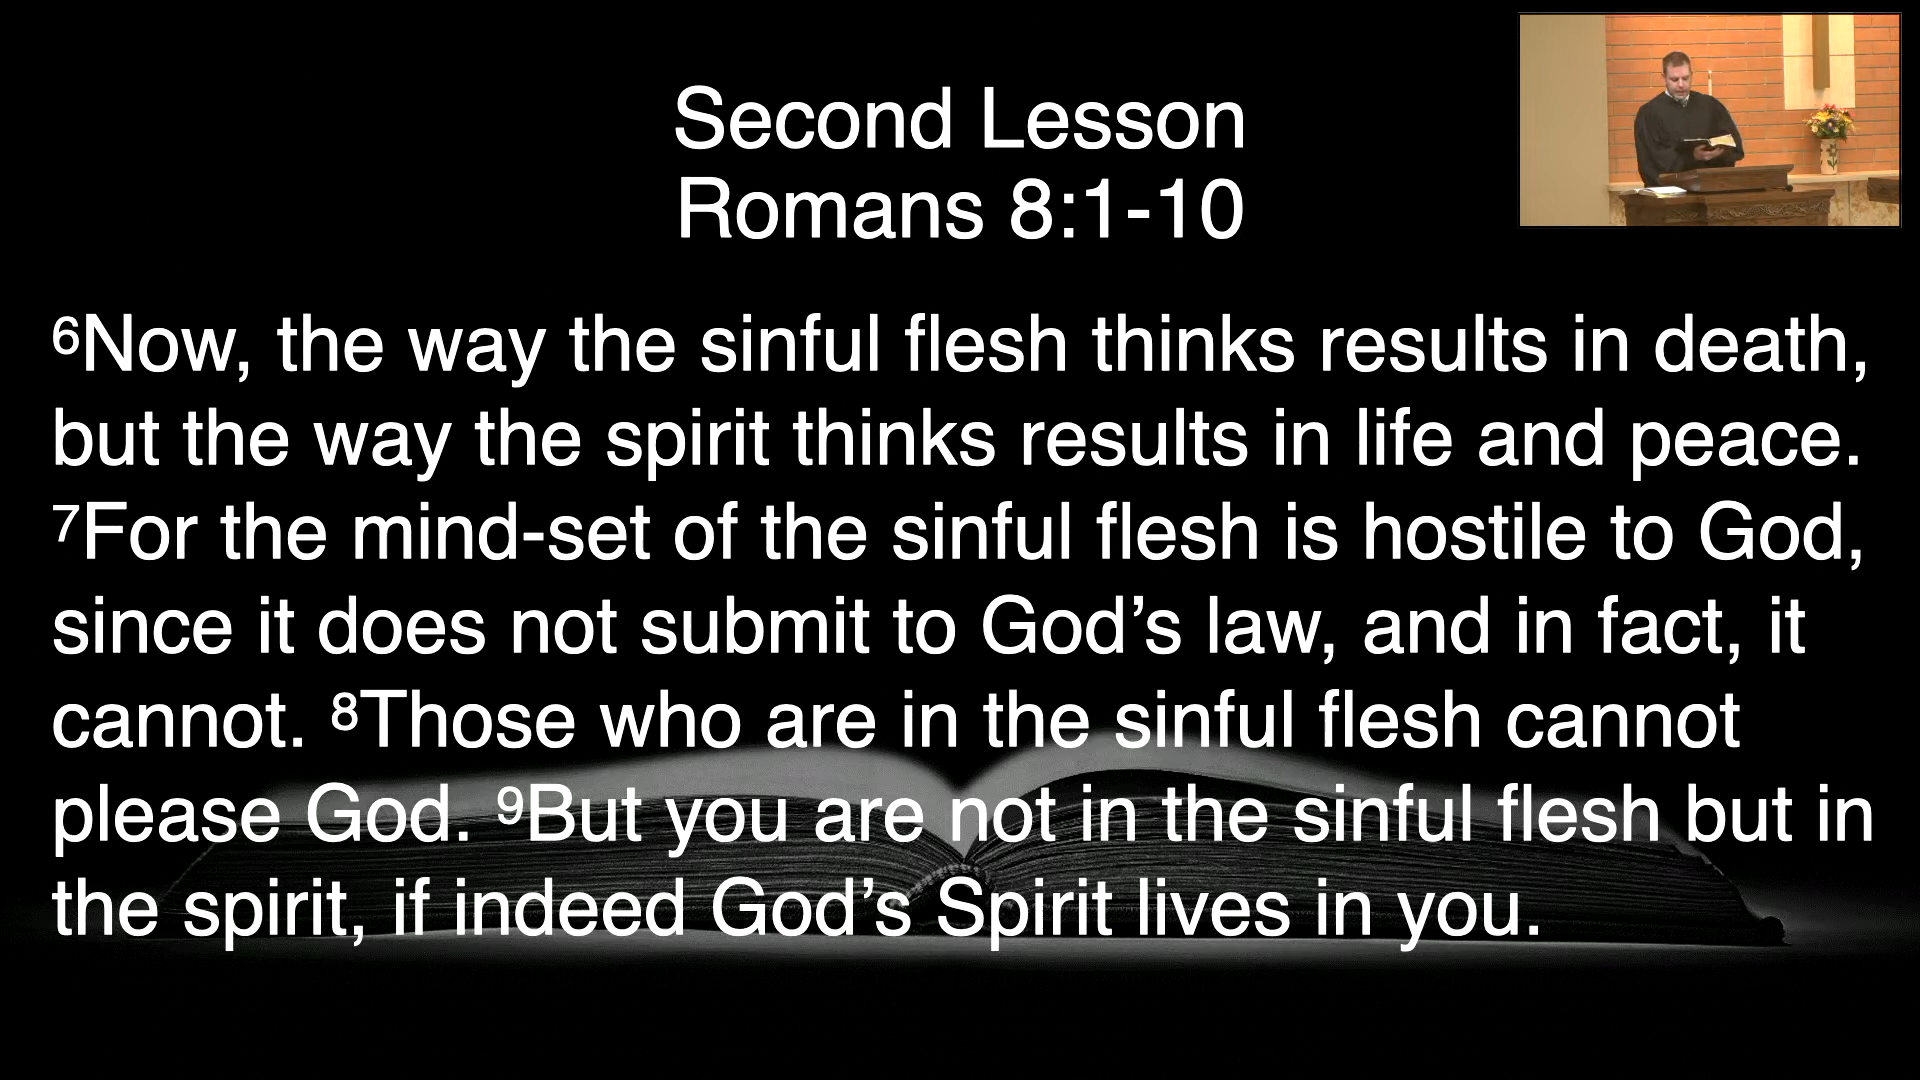 Second Lesson
Romans 8:1-10
⁶Now, the way the sinful flesh thinks results in death,
but the way the spirit thinks results in life and peace.
⁷For the mind-set of the sinful flesh is hostile to God,
since it does not submit to God’s law, and in fact, it
cannot. ⁸Those who are in the sinful flesh cannot
please God. ⁹But you are not in the sinful flesh but in
the spirit, if indeed God’s Spirit lives in you.